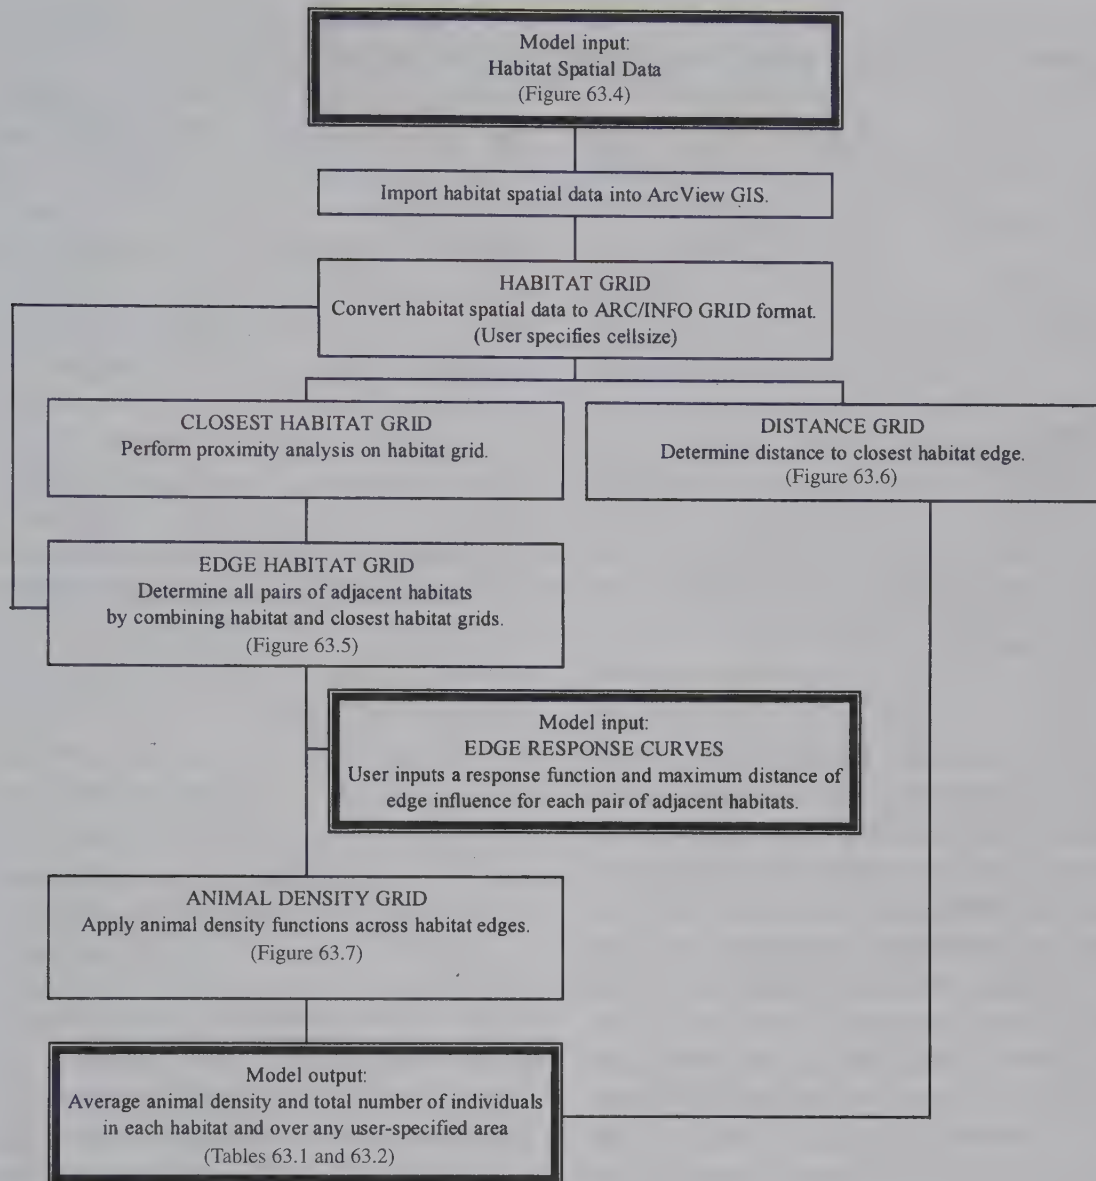 Model input:
Habitat Spatial Data
(Figure 63.4)
Import habitat spatial data into ArcView GIS.
HABITAT GRID
Convert habitat spatial data to ARC/INFO GRID format.
(User specifies cellsize)
CLOSEST HABITAT GRID
Perform proximity analysis on habitat grid.
DISTANCE GRID
Determine distance to closest habitat edge.
(Figure 63.6)
EDGE HABITAT GRID
Determine all pairs of adjacent habitats
by combining habitat and closest habitat grids.
(Figure 63.5)
Model input:
EDGE RESPONSE CURVES
User inputs a response function and maximum distance of
edge influence for each pair of adjacent habitats.
ANIMAL DENSITY GRID
Apply animal density functions across habitat edges.
(Figure 63.7)
Model output:
Average animal density and total number of individuals
in each habitat and over any user-specified area
(Tables 63.1 and 63.2)